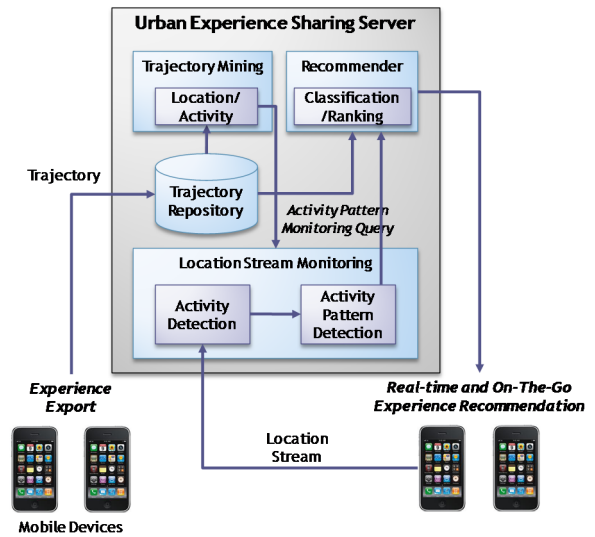 Urban Experience Sharing Server
Trajectory Mining
Location/
Activity
Recommender
Classification
/Ranking
Trajectory
Trajectory
Repository
Activity Pattern
Monitoring Query
Location Stream Monitoring
Activity
Detection
Activity
Pattern
Detection
Experience
Export
Real-time and On-The-Go
Experience Recommendation
Location
Stream
Mobile Devices